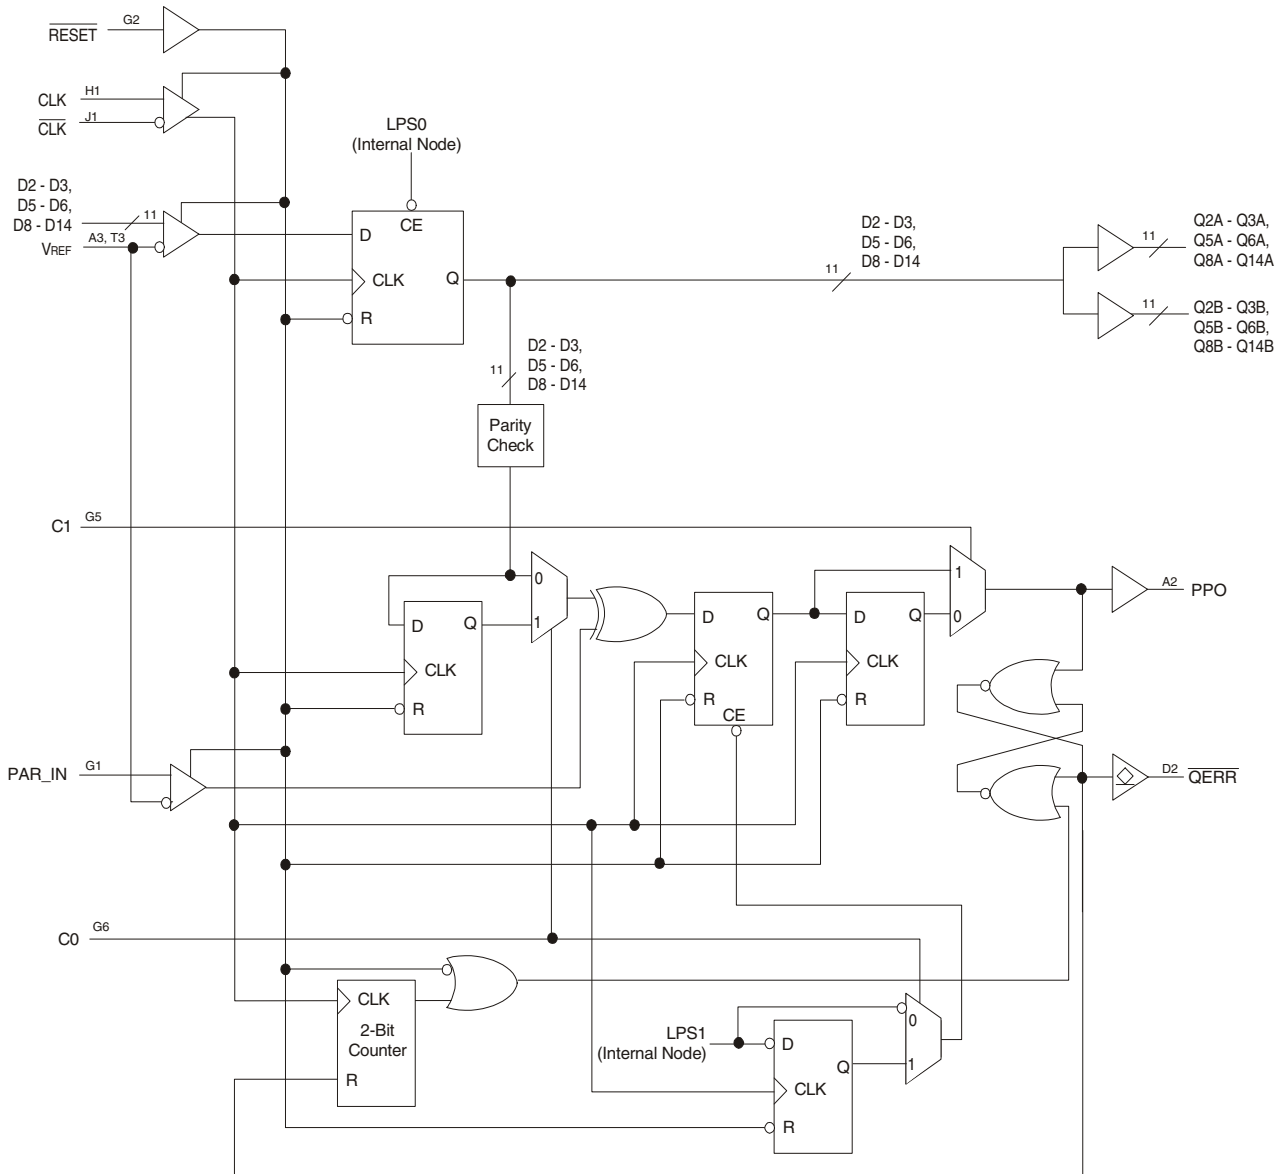 G2
RESET
CLK
H1
CLK
J1
LPS0
(Internal Node)
D2 - D3,
D5 - D6,
D8 - D14
11
VREF
A3, T3
CE
D
CLK
Q
R
D2 - D3,
D5 - D6,
D8 - D14
11
Q2A - Q3A,
Q5A - Q6A,
Q8A - Q14A
11
Q2B - Q3B,
Q5B - Q6B,
Q8B - Q14B
11
D2 - D3,
D5 - D6,
D8 - D14
11
Parity
Check
C1
G5
0
1
D
Q
CLK
R
D
Q
CLK
R
CE
D
Q
CLK
R
1
0
A2
PPO
PAR_IN
G1
D2
QERR
C0
G6
CLK
2-Bit
Counter
R
LPS1
(Internal Node)
D
Q
CLK
R
0
1